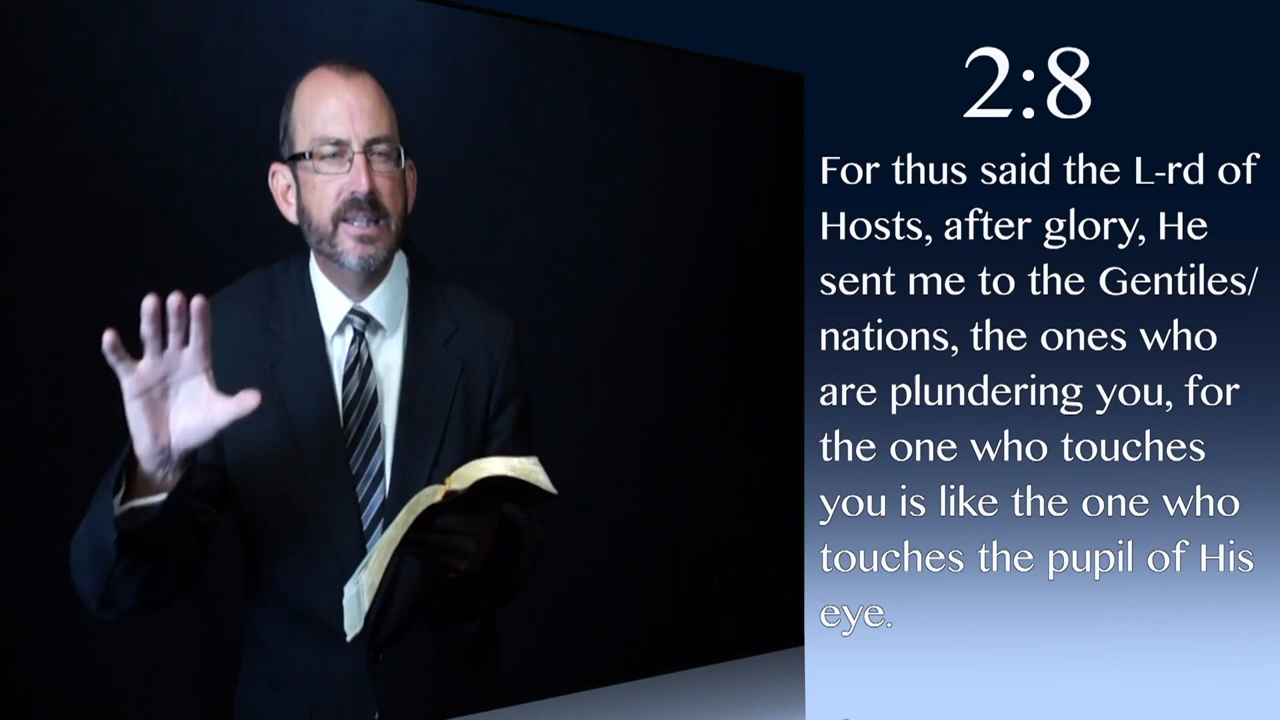 2:8
For thus said the L-rd of
Hosts, after glory, He
sent me to the Gentiles/
nations, the ones who
are plundering you, for
the one who touches
you is like the one who
touches the pupil of His
eye.